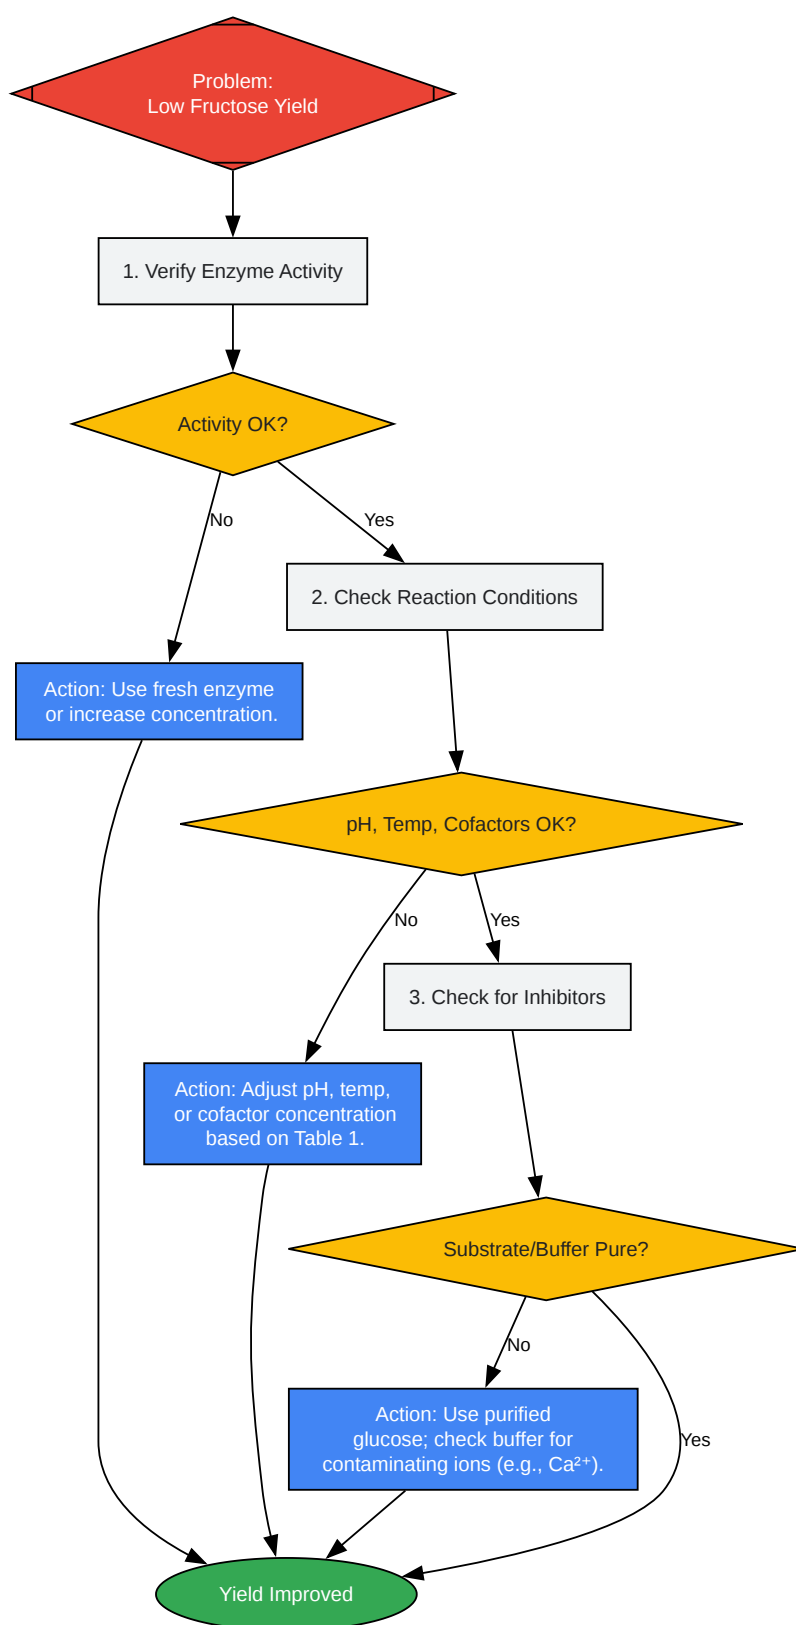 Problem:
Low Fructose Yield
1. Verify Enzyme Activity
Activity OK?
No
Yes
2. Check Reaction Conditions
Action: Use fresh enzyme
or increase concentration.
pH, Temp, Cofactors OK?
No
Yes
3. Check for Inhibitors
Action: Adjust pH, temp,
or cofactor concentration
based on Table 1.
Substrate/Buffer Pure?
No
Action: Use purified
glucose; check buffer for
contaminating ions (e.g., Ca²⁺).
Yes
Yield Improved